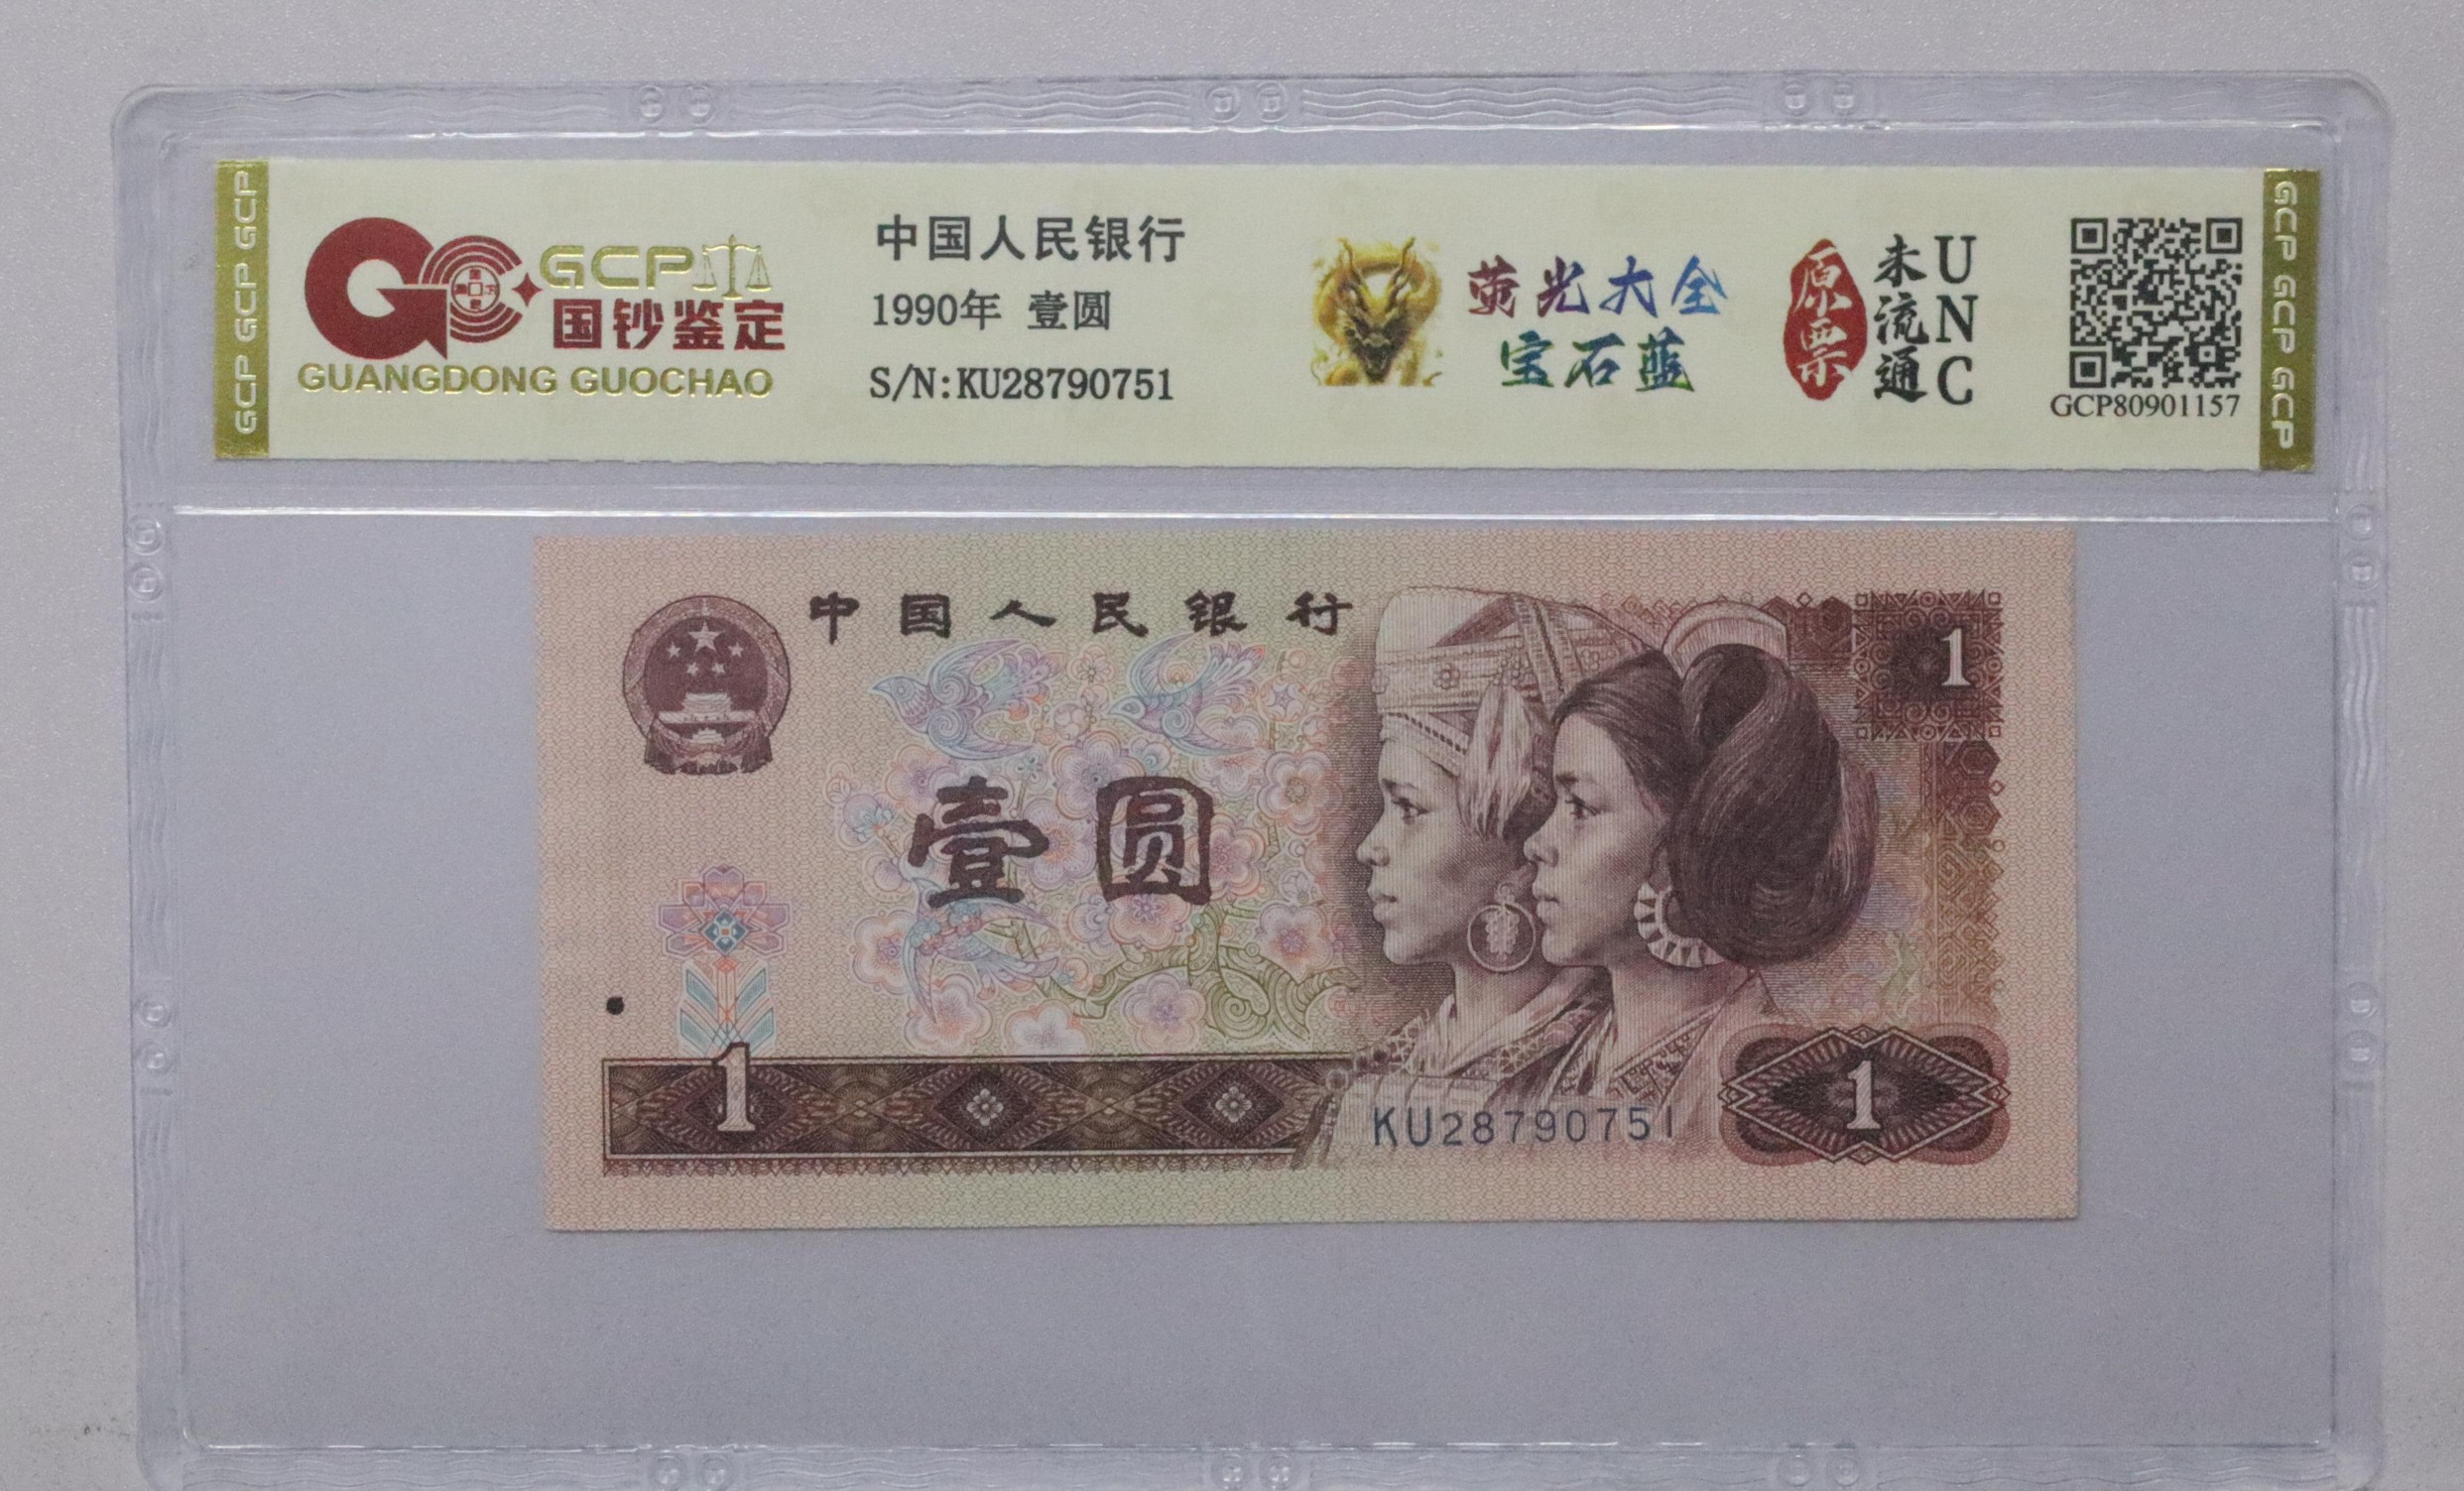 GCP GCP GCP
GCP
国钞鉴定
GUANGDONG GUOCHAO
中国人民银行
1990年 壹圆
S/N:KU28790751
荧光大全
宝石蓝
原票
未流通
UNC
GCP80901157
GCP GCP GCP
中国人民银行
1
壹圆
1
KU28790751
1